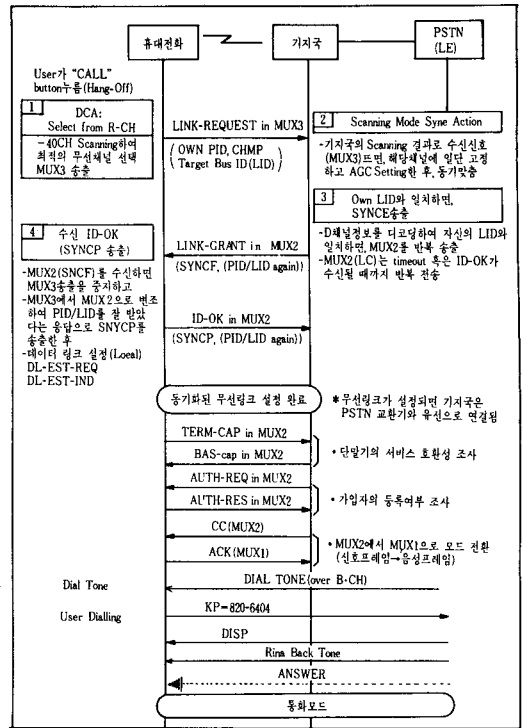 휴대전화
기지국
PSTN
(LE)
User가 "CALL"
button누름(Hang-Off)
1
DCA:
Select from R-CH
-40CH Scanning하여
최적의 무선채널 선택
MUX3 송출
LINK-REQUEST in MUX3
(OWN PID, CHMP
Target Bus ID(LID))
2 Scanning Mode Syne Action
-기지국의 Scanning 결과로 수신신호
(MUX3)뜨면, 해당채널에 일단 고정
하고 AGC Setting한 후, 동기맞춤
3 Own LID와 일치하면,
SYNCE송출
-D채널정보를 디코딩하여 자신의 LID와
일치하면, MUX2를 반복 송출
-MUX2(LC)는 timeout 혹은 ID-OK가
수신될 때까지 반복 전송
4 수신 ID-OK
(SYNCP 송출)
LINK-GRANT in MUX2
(SYNCF, (PID/LID again))
-MUX2(SNCF)를 수신하면
MUX3송출을 중지하고
-MUX3에서 MUX2으로 변조
하여 PID/LID를 잘 받았
다는 응답으로 SNYCP를
송출한 후
-데이터 링크 설정(Local)
DL-EST-REQ
DL-EST-IND
ID-OK in MUX2
(SYNCP, (PID/LID again))
동기화된 무선링크 설정 완료
*무선링크가 설정되면 기지국은
PSTN 교환기와 유선으로 연결됨
TERM-CAP in MUX2
BAS-cap in MUX2
•단말기의 서비스 호환성 조사
AUTH-REQ in MUX2
AUTH-RES in MUX2
•가입자의 등록여부 조사
CC(MUX2)
ACK(MUX1)
•MUX2에서 MUX1으로 모드 전환
(신호프레임→음성프레임)
Dial Tone
DIAL TONE(over B-CH)
User Dialling
KP-820-6404
DISP
Rina Back Tone
ANSWER
통화모드